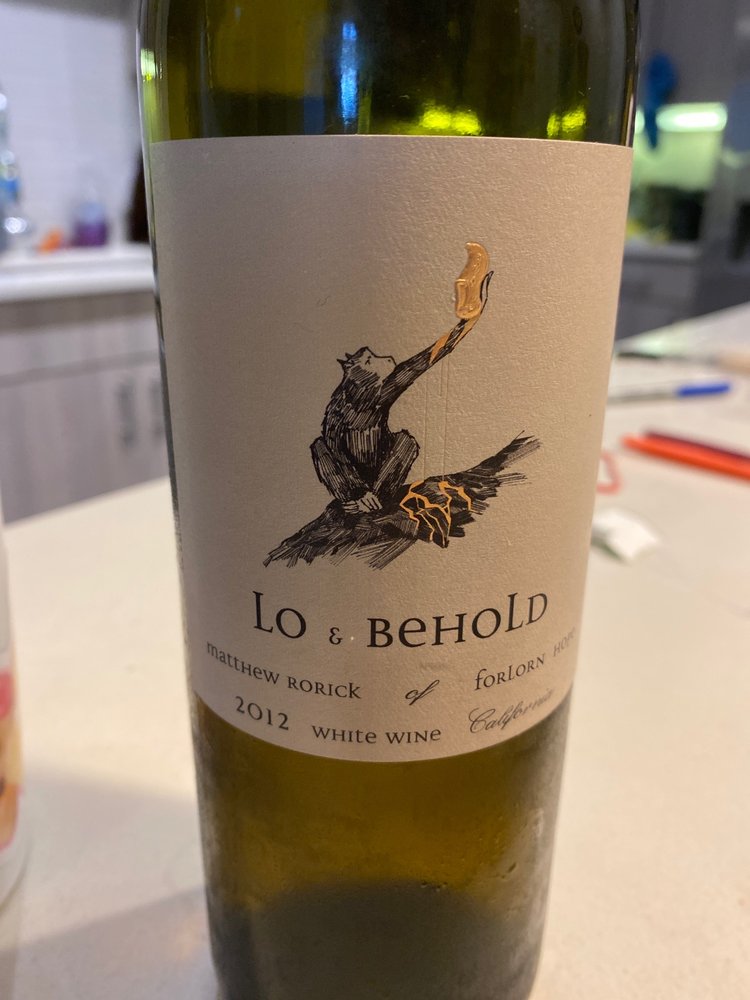 Lo & BeHoLD
matthew RORICK of FORLORN HOPE
2012 WHITE WINE California